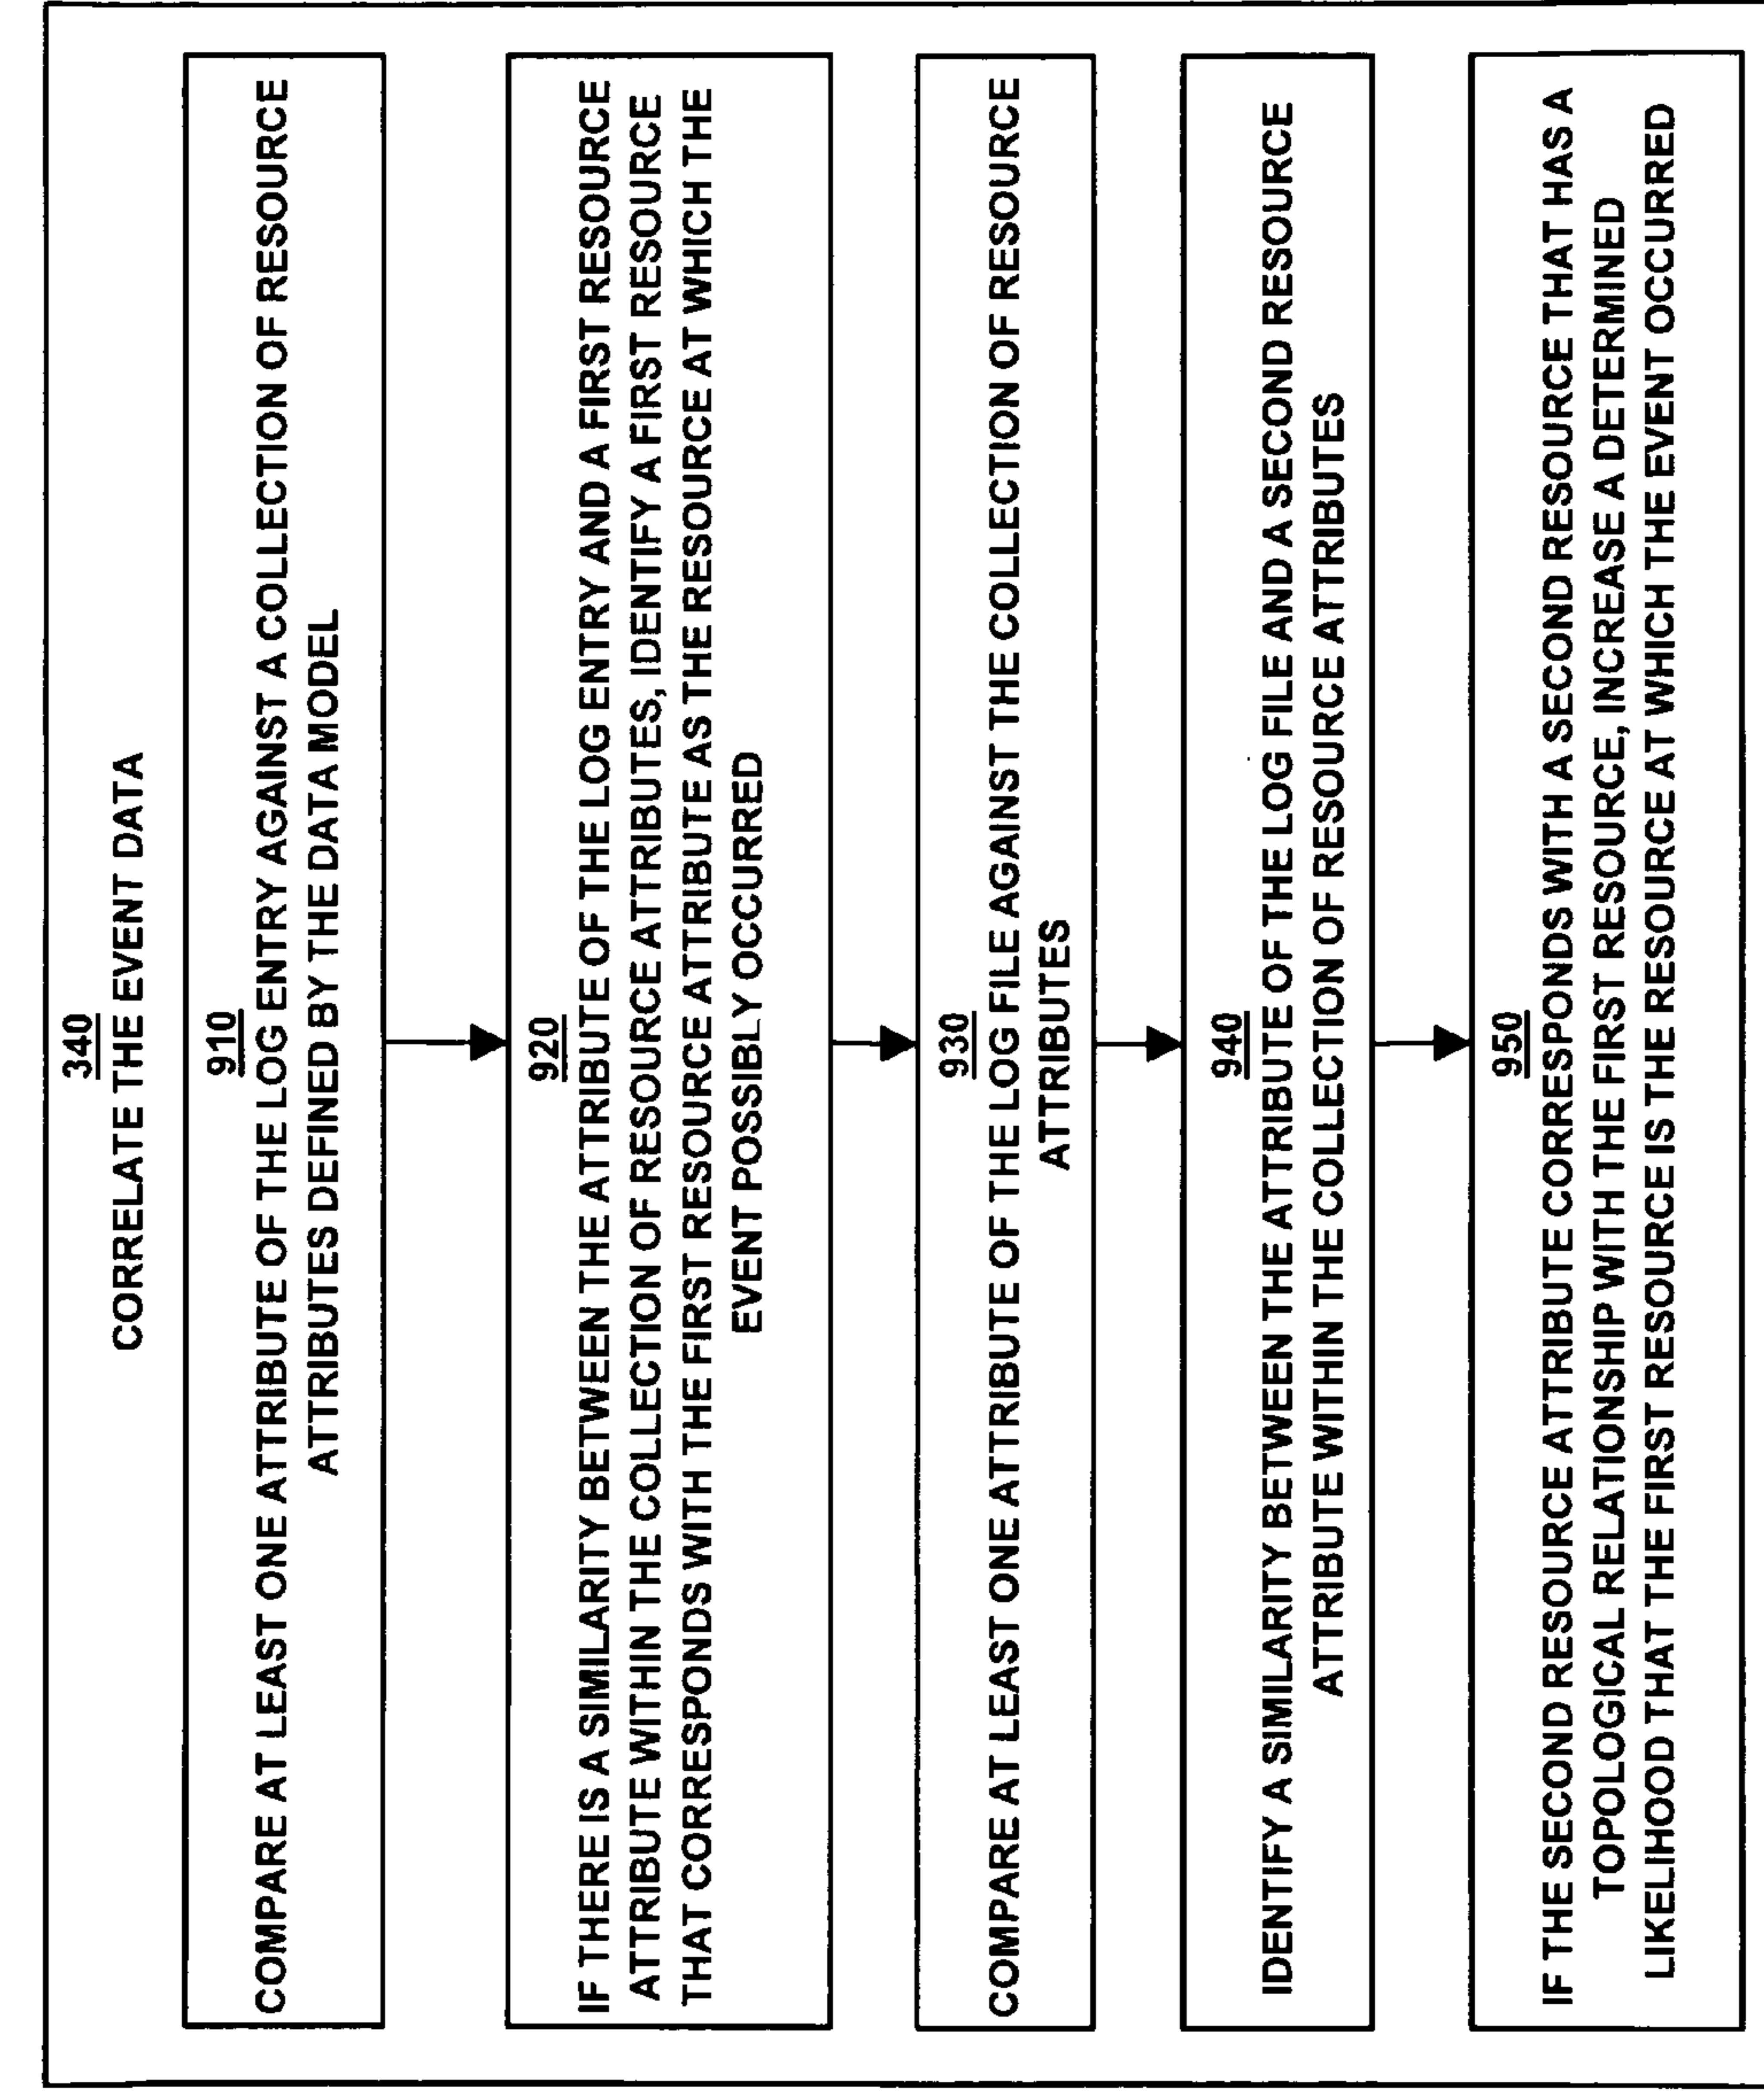 340
CORRELATE THE EVENT DATA
910
COMPARE AT LEAST ONE ATTRIBUTE OF THE LOG ENTRY AGAINST A COLLECTION OF RESOURCE
ATTRIBUTES DEFINED BY THE DATA MODEL
920
IF THERE IS A SIMILARITY BETWEEN THE ATTRIBUTE OF THE LOG ENTRY AND A FIRST RESOURCE
ATTRIBUTE WITHIN THE COLLECTION OF RESOURCE ATTRIBUTES, IDENTIFY A FIRST RESOURCE
THAT CORRESPONDS WITH THE FIRST RESOURCE ATTRIBUTE AS THE RESOURCE AT WHICH THE
EVENT POSSIBLY OCCURRED
930
COMPARE AT LEAST ONE ATTRIBUTE OF THE LOG FILE AGAINST THE COLLECTION OF RESOURCE
ATTRIBUTES
940
IDENTIFY A SIMILARITY BETWEEN THE ATTRIBUTE OF THE LOG FILE AND A SECOND RESOURCE
ATTRIBUTE WITHIN THE COLLECTION OF RESOURCE ATTRIBUTES
950
IF THE SECOND RESOURCE ATTRIBUTE CORRESPONDS WITH A SECOND RESOURCE THAT HAS A
TOPOLOGICAL RELATIONSHIP WITH THE FIRST RESOURCE, INCREASE A DETERMINED
LIKELIHOOD THAT THE FIRST RESOURCE IS THE RESOURCE AT WHICH THE EVENT OCCURRED